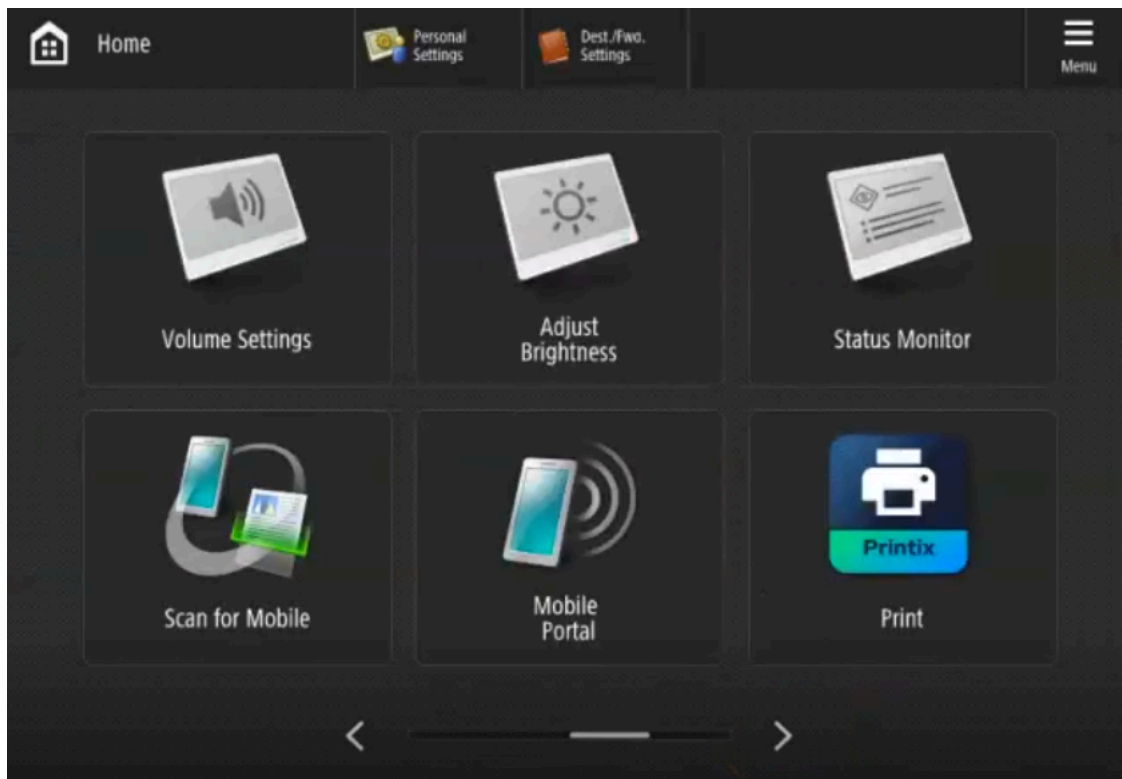 Home
Personal
Settings
Dest./Fwd.
Settings
Menu
Volume Settings
Adjust
Brightness
Status Monitor
Scan for Mobile
Mobile
Portal
Printix
Print